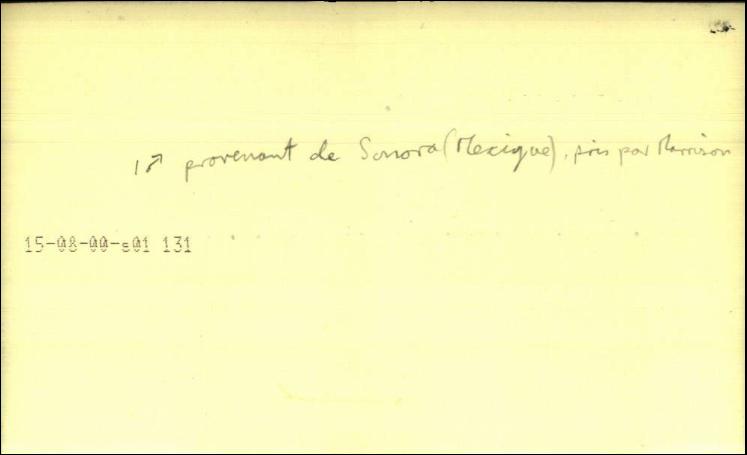 1♂ provenant de Sonora (Mexique), pris par Morrison
15-08-00-s01 131